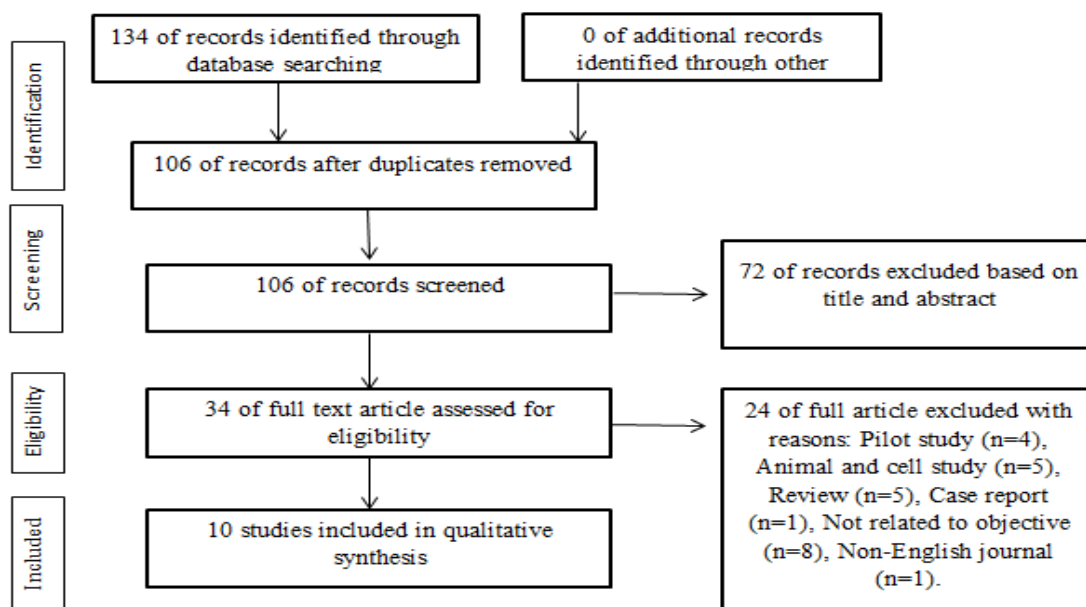 134 of records identified through
database searching
0 of additional records
identified through other
Identification
106 of records after duplicates removed
Screening
106 of records screened
72 of records excluded based on
title and abstract
Eligibility
34 of full text article assessed for
eligibility
24 of full article excluded with
reasons: Pilot study (n=4),
Animal and cell study (n=5),
Review (n=5), Case report
(n=1), Not related to objective
(n=8), Non-English journal
(n=1).
Included
10 studies included in qualitative
synthesis